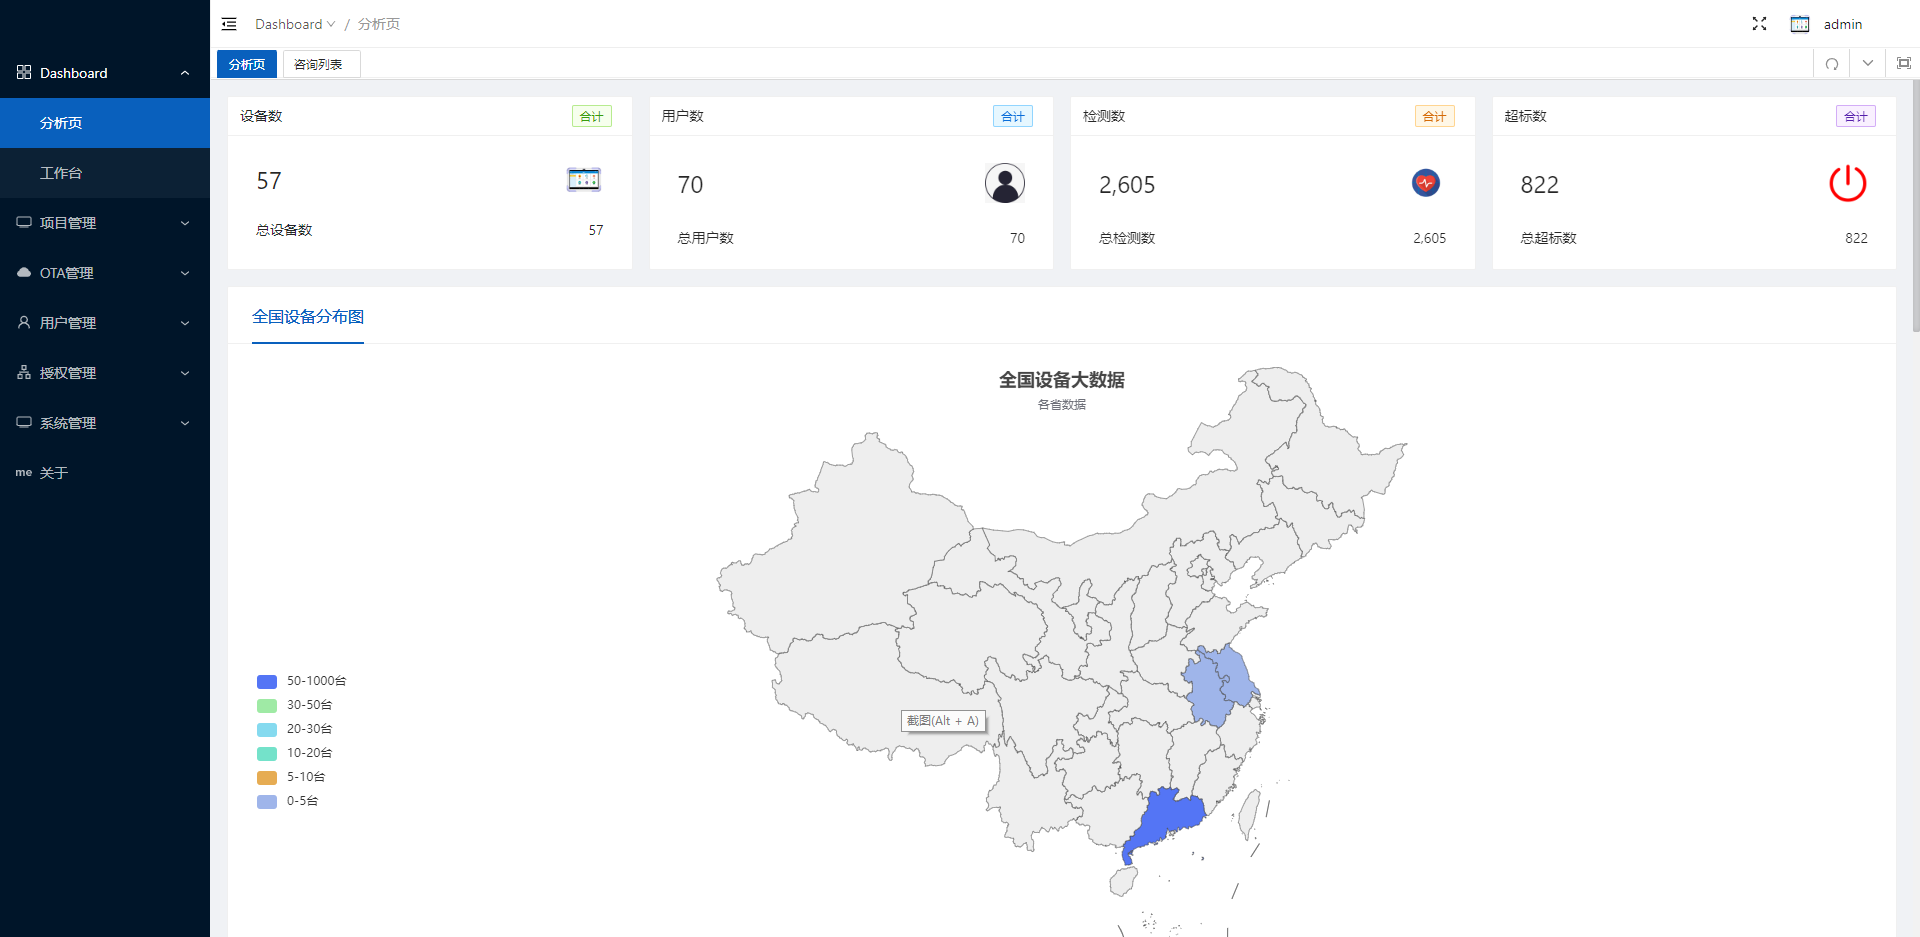 Dashboard
分析页
工作台
项目管理
OTA管理
用户管理
授权管理
系统管理
me 关于
Dashboard / 分析页
admin
分析页
咨询列表
设备数 合计
57
总设备数 57
用户数 合计
70
总用户数 70
检测数 合计
2,605
总检测数 2,605
超标数 合计
822
总超标数 822
全国设备分布图
全国设备大数据
各省数据
50-1000台
30-50台
20-30台
10-20台
5-10台
0-5台
截图(Alt + A)